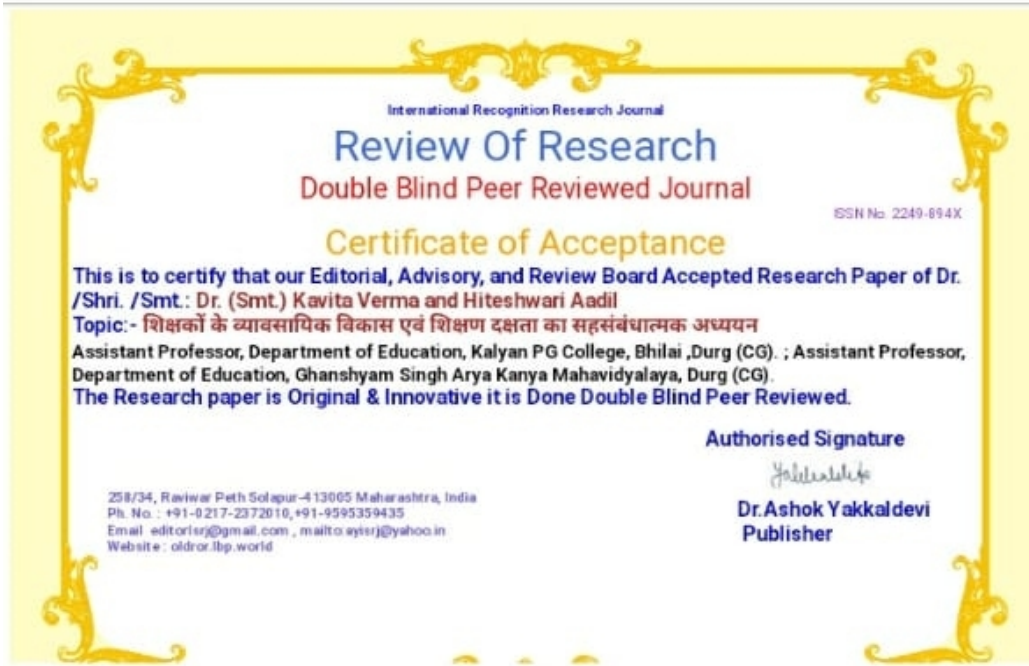 International Recognition Research Journal
Review Of Research
Double Blind Peer Reviewed Journal
ISSN No. 2249-894X
Certificate of Acceptance
This is to certify that our Editorial, Advisory, and Review Board Accepted Research Paper of Dr.
/Shri. /Smt.: Dr. (Smt.) Kavita Verma and Hiteshwari Aadil
Topic:- शिक्षकों के व्यावसायिक विकास एवं शिक्षण दक्षता का सहसंबंधात्मक अध्ययन
Assistant Professor, Department of Education, Kalyan PG College, Bhilai ,Durg (CG). ; Assistant Professor,
Department of Education, Ghanshyam Singh Arya Kanya Mahavidyalaya, Durg (CG).
The Research paper is Original & Innovative it is Done Double Blind Peer Reviewed.
Authorised Signature
258/34, Raviwar Peth Solapur-413005 Maharashtra, India
Ph. No. : +91-0217-2372010,+91-9595359435
Email editorisrj@gmail.com , mailto:ayisrj@yahoo.in
Website : oldror.lbp.world
Dr.Ashok Yakkaldevi
Publisher